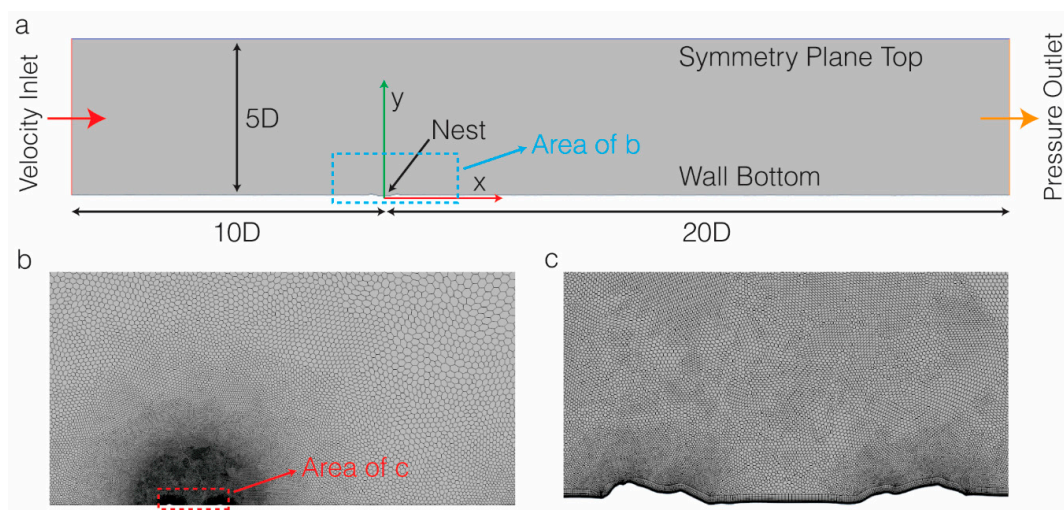 a
Velocity Inlet
5D
y
Nest
Area of b
x
Symmetry Plane Top
Wall Bottom
Pressure Outlet
10D
20D
b
Area of c
c